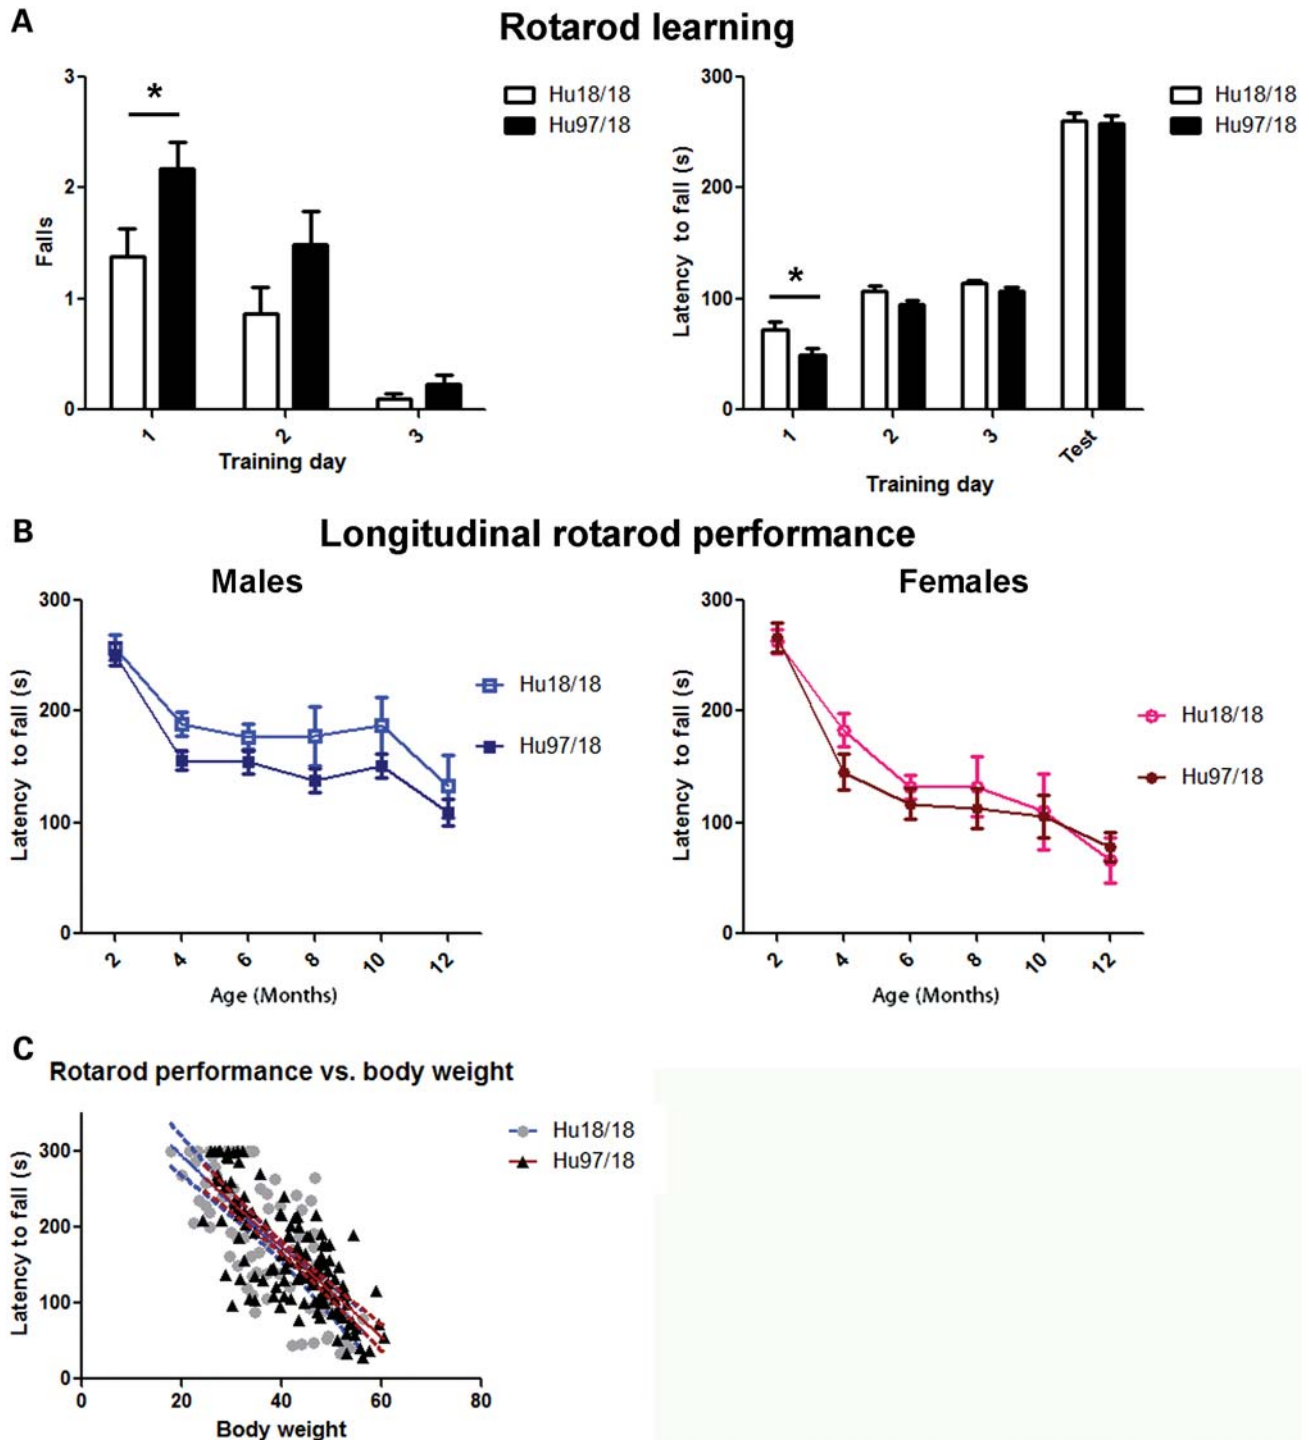 A
Rotarod learning
3
2
1
0
Falls
*
Hu18/18
Hu97/18
1
2
3
Training day
300
200
100
0
Latency to fall (s)
*
Hu18/18
Hu97/18
1
2
3
Test
Training day
B
Longitudinal rotarod performance
Males
300
200
100
0
Latency to fall (s)
Hu18/18
Hu97/18
2
4
6
8
10
12
Age (Months)
Females
300
200
100
0
Latency to fall (s)
Hu18/18
Hu97/18
2
4
6
8
10
12
Age (Months)
C
Rotarod performance vs. body weight
300
200
100
0
Latency to fall (s)
Hu18/18
Hu97/18
0
20
40
60
80
Body weight